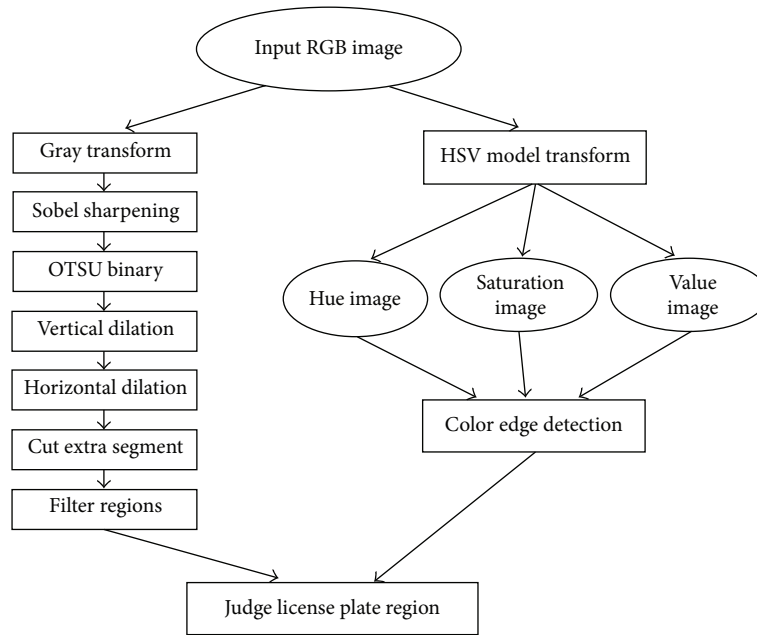 Input RGB image
Gray transform
Sobel sharpening
OTSU binary
Vertical dilation
Horizontal dilation
Cut extra segment
Filter regions
HSV model transform
Hue image
Saturation
image
Value
image
Color edge detection
Judge license plate region